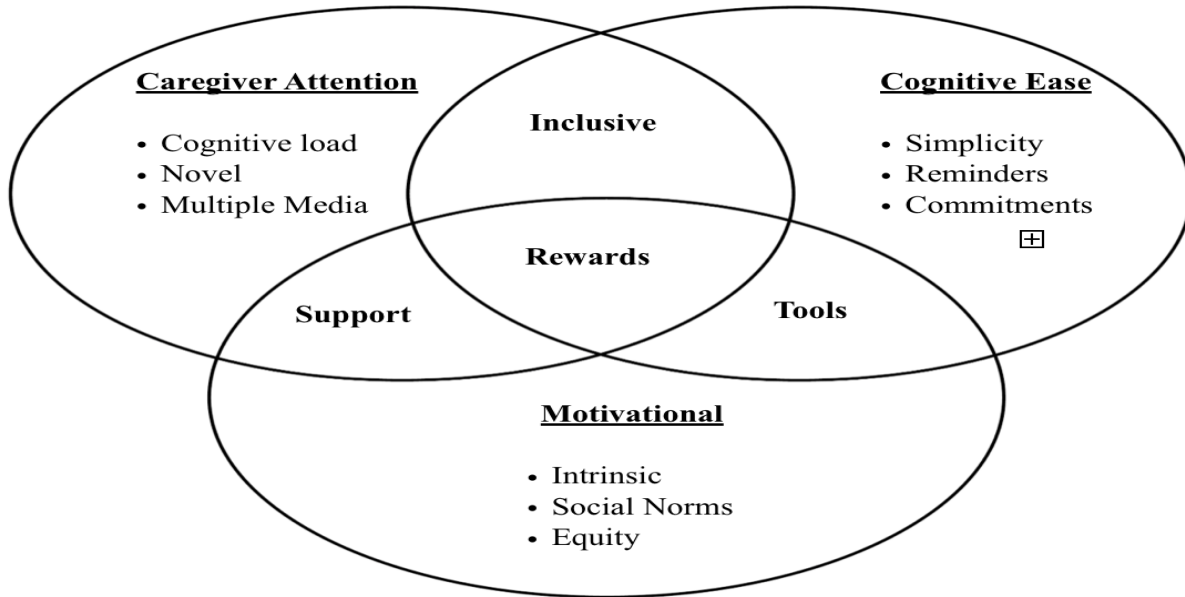 Caregiver Attention
• Cognitive load
• Novel
• Multiple Media
Inclusive
Cognitive Ease
• Simplicity
• Reminders
• Commitments
Rewards
Support
Tools
Motivational
• Intrinsic
• Social Norms
• Equity